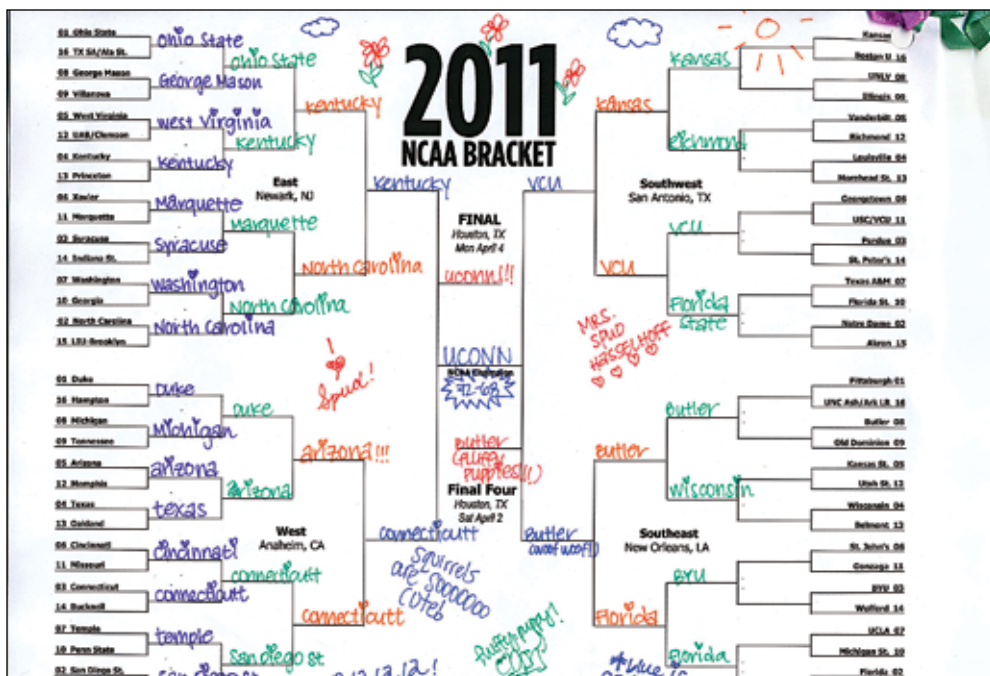 2011
NCAA BRACKET
01 Ohio State
16 TX SA/Ala St.
08 George Mason
09 Villanova
05 West Virginia
12 UAB/Clemson
04 Kentucky
13 Princeton
06 Xavier
11 Marquette
03 Syracuse
14 Indiana St.
07 Washington
10 Georgia
02 North Carolina
15 LIU-Brooklyn
Ohio State
George Mason
West Virginia
Kentucky
Marquette
Syracuse
Washington
North Carolina
Ohio State
Kentucky
Marquette
North Carolina
Kentucky
North Carolina
Kentucky
East
Newark, NJ
01 Duke
16 Hampton
08 Michigan
09 Tennessee
05 Arizona
12 Memphis
04 Texas
13 Oakland
06 Cincinnati
11 Missouri
03 Connecticut
14 Bucknell
07 Temple
10 Penn State
02 San Diego St.
Duke
Michigan
arizona
texas
cincinnati
connecticutt
temple
San Diego St
Duke
arizona
connecticutt
San diego st
arizona!!!
connecticutt
connecticutt
West
Anaheim, CA
!
Spud!
Squirrels
are soooooo
cute!
FINAL
Houston, TX
Mon April 4
uconn!!!
UCONN
72-68
Butler
(fluffy
puppies!!!)
Final Four
Houston, TX
Sat April 2
VCU
Butler
(woof woof!)
Kansas
Boston U 16
UNLV 08
Illinois 09
Vanderbilt 05
Richmond 12
Louisville 04
Morehead St. 13
Georgetown 06
USC/VCU 11
Purdue 03
St. Peter's 14
Texas A&M 07
Florida St. 10
Notre Dame 02
Akron 15
Kansas
Richmond
VCU
Florida
State
Kansas
VCU
Southwest
San Antonio, TX
MRS.
SPUD
HASSELHOFF
Pittsburgh 01
UNC Ash/Ark LR 16
Butler 08
Old Dominion 09
Kansas St. 05
Utah St. 12
Wisconsin 04
Belmont 13
St. John's 06
Gonzaga 11
BYU 03
Wofford 14
UCLA 07
Michigan St. 10
Florida 02
Butler
Wisconsin
BYU
Florida
Butler
Florida
Southeast
New Orleans, LA